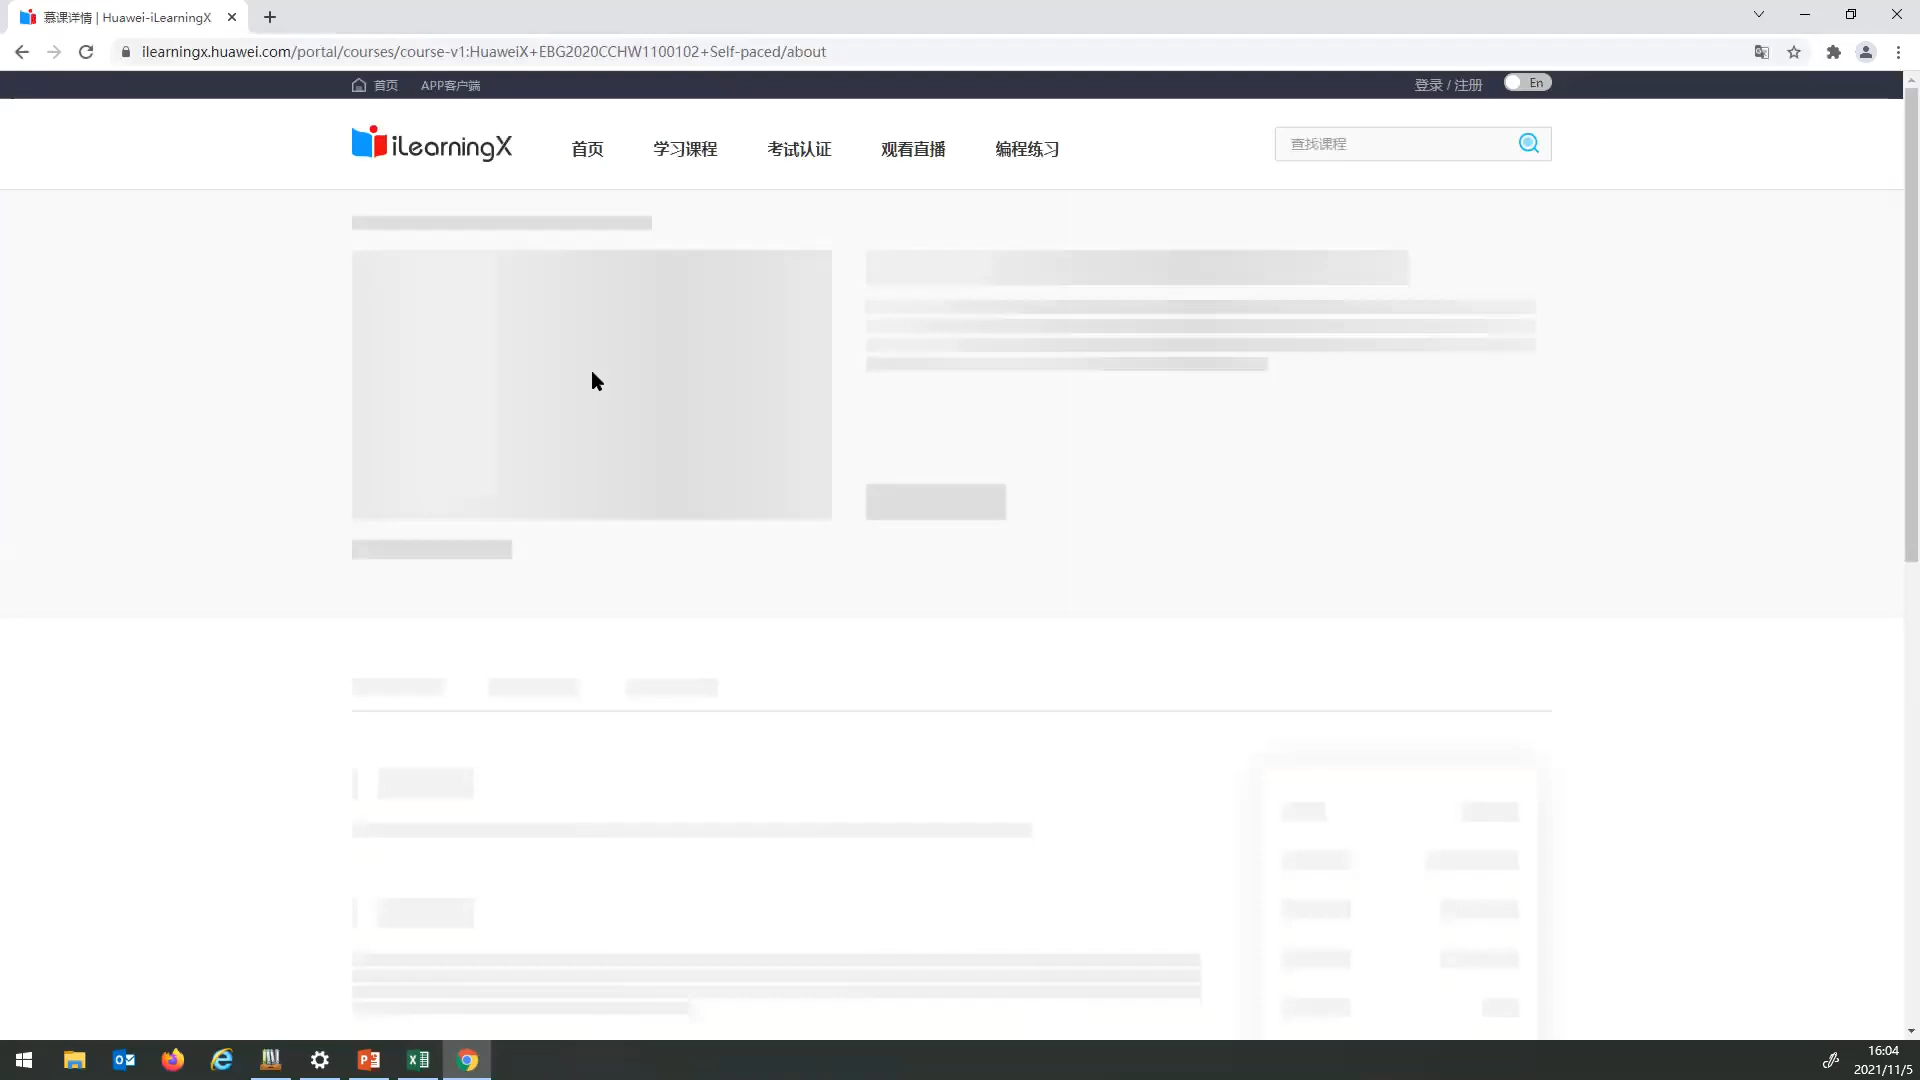 慕课详情 | Huawei-iLearningX
ilearningx.huawei.com/portal/courses/course-v1:HuaweiX+EBG2020CCHW1100102+Self-paced/about
首页 APP客户端 登录 / 注册 En
iLearningX 首页 学习课程 考试认证 观看直播 编程练习 查找课程
16:04
2021/11/5